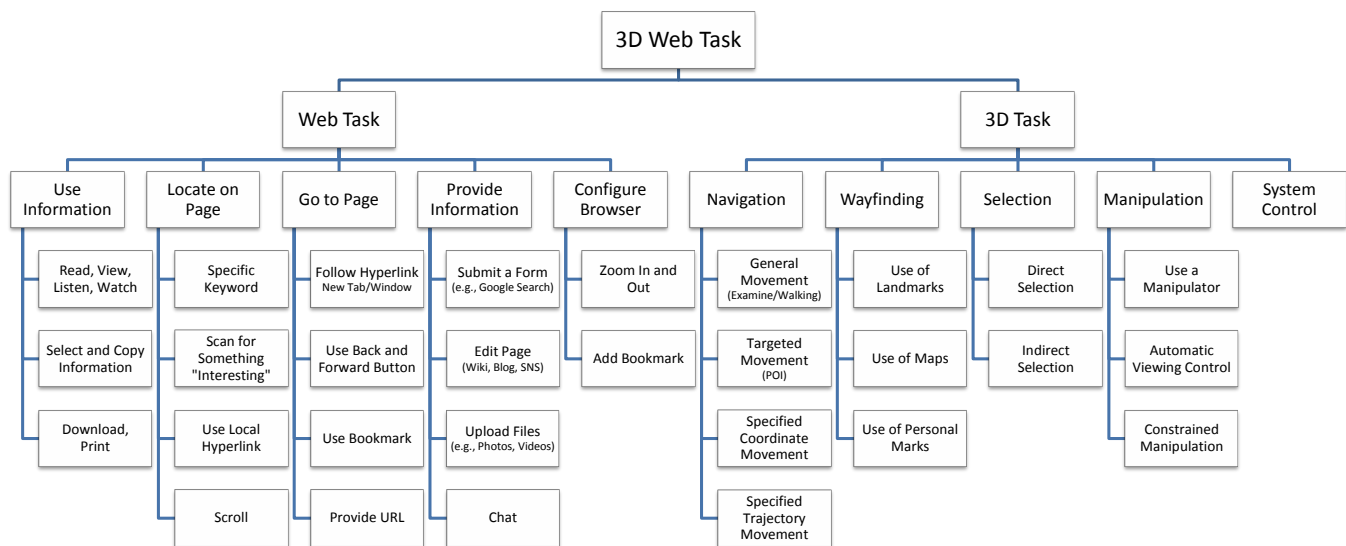 3D Web Task
Web Task
3D Task
Use
Information
Locate on
Page
Go to Page
Provide
Information
Configure
Browser
Navigation
Wayfinding
Selection
Manipulation
System
Control
Read, View,
Listen, Watch
Specific
Keyword
Follow Hyperlink
New Tab/Window
Submit a Form
(e.g., Google Search)
Zoom In and
Out
General
Movement
(Examine/Walking)
Use of
Landmarks
Direct
Selection
Use a
Manipulator
Select and Copy
Information
Scan for
Something
"Interesting"
Use Back and
Forward Button
Edit Page
(Wiki, Blog, SNS)
Add Bookmark
Targeted
Movement
(POI)
Use of Maps
Indirect
Selection
Automatic
Viewing Control
Download,
Print
Use Local
Hyperlink
Use Bookmark
Upload Files
(e.g., Photos, Videos)
Specified
Coordinate
Movement
Use of Personal
Marks
Constrained
Manipulation
Scroll
Provide URL
Chat
Specified
Trajectory
Movement